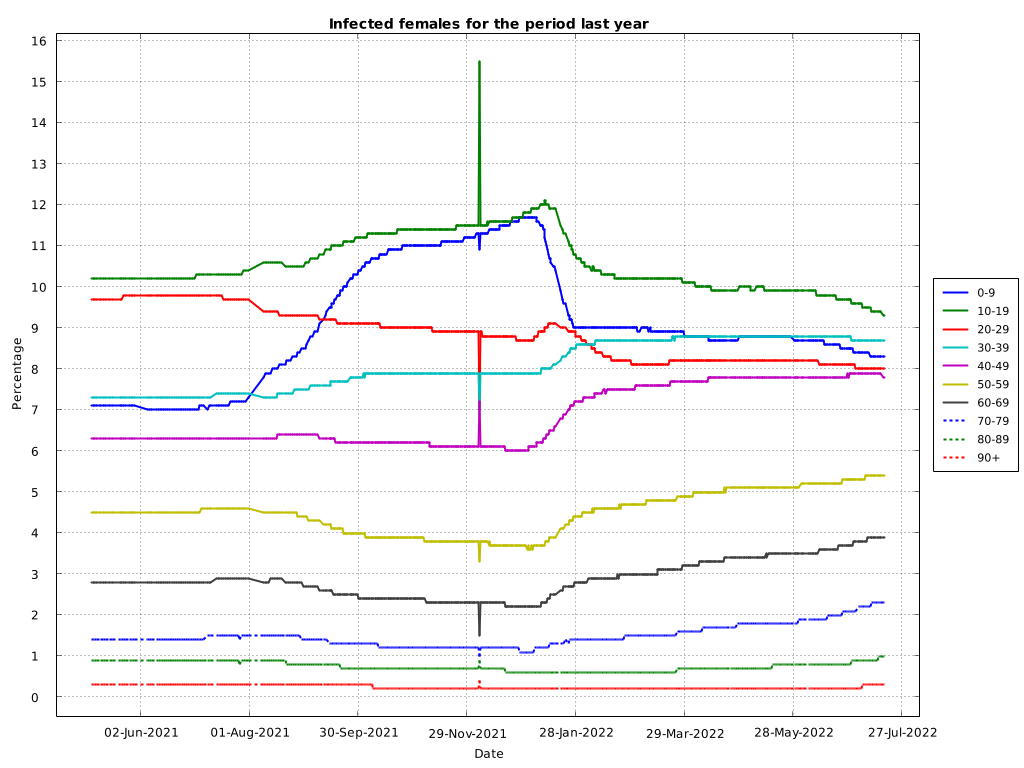 Infected females for the period last year
16
15
14
13
12
11
10
9
8
7
6
5
4
3
2
1
0
Percentage
02-Jun-2021
01-Aug-2021
30-Sep-2021
29-Nov-2021
28-Jan-2022
29-Mar-2022
28-May-2022
27-Jul-2022
Date
0-9
10-19
20-29
30-39
40-49
50-59
60-69
70-79
80-89
90+